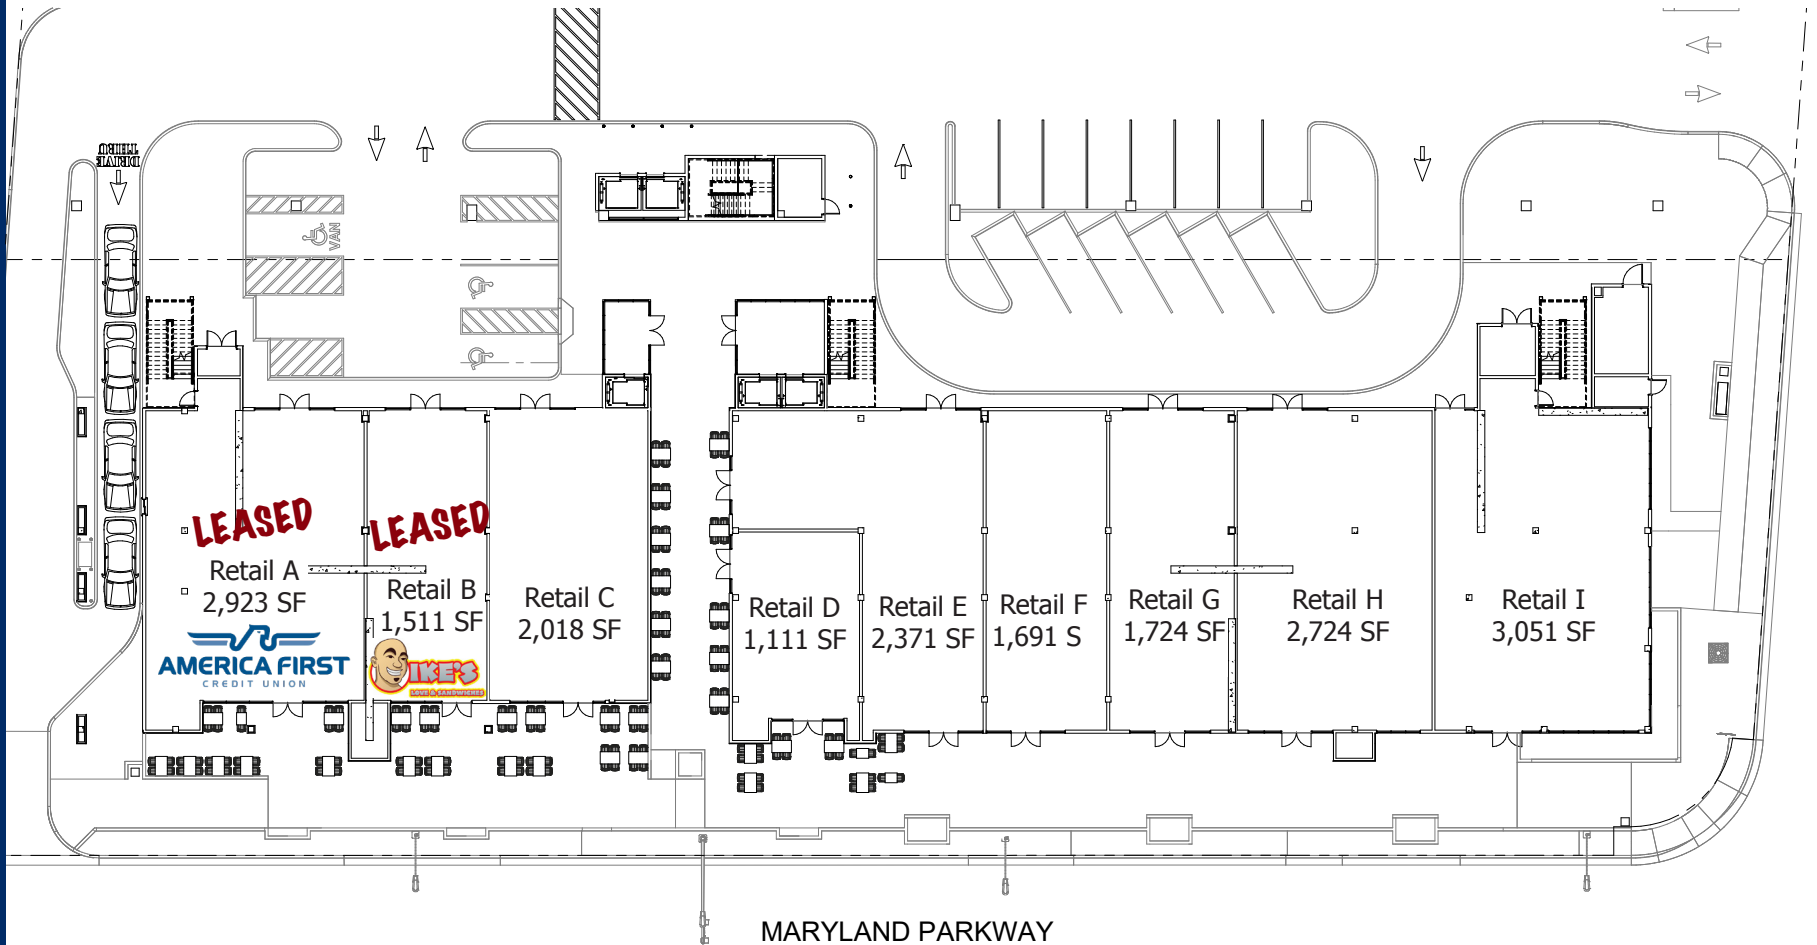 DRIVE
THRU
VAN
LEASED
Retail A
2,923 SF
AMERICA FIRST
CREDIT UNION
LEASED
Retail B
1,511 SF
IKE'S
LOVE & SANDWICHES
Retail C
2,018 SF
Retail D
1,111 SF
Retail E
2,371 SF
Retail F
1,691 S
Retail G
1,724 SF
Retail H
2,724 SF
Retail I
3,051 SF
MARYLAND PARKWAY